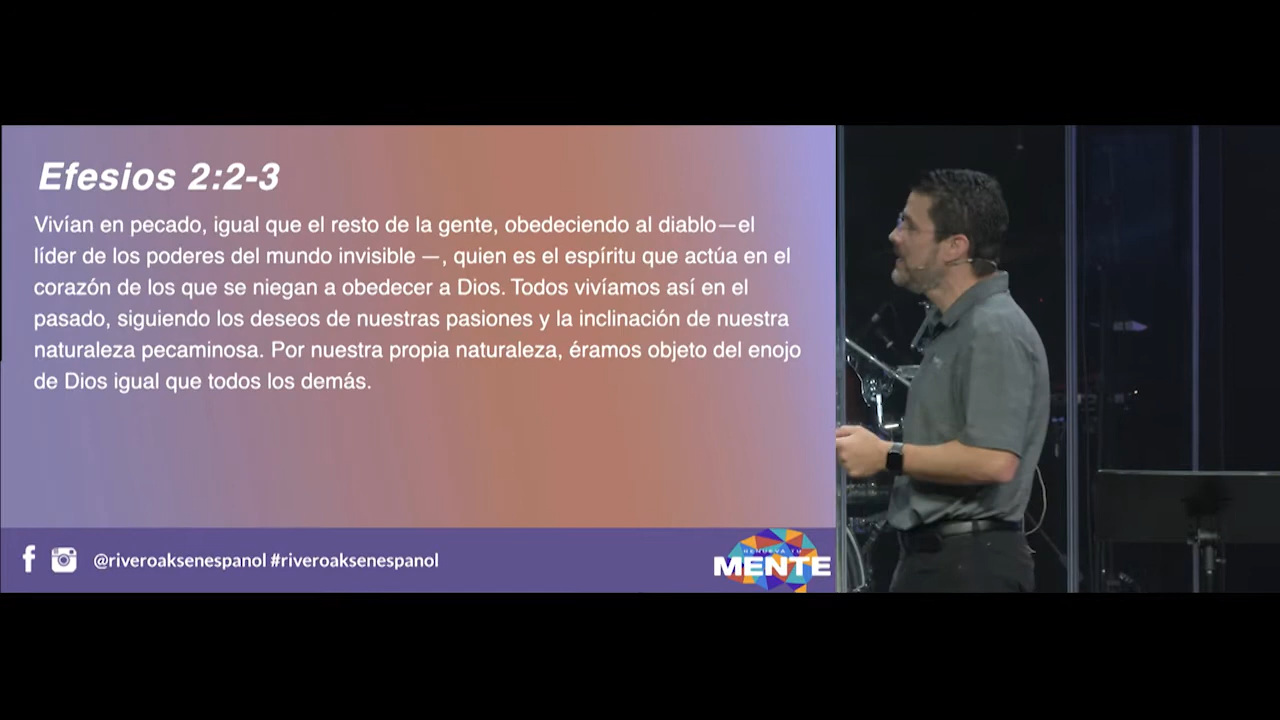 Efesios 2:2-3
Vivían en pecado, igual que el resto de la gente, obedeciendo al diablo—el
líder de los poderes del mundo invisible —, quien es el espíritu que actúa en el
corazón de los que se niegan a obedecer a Dios. Todos vivíamos así en el
pasado, siguiendo los deseos de nuestras pasiones y la inclinación de nuestra
naturaleza pecaminosa. Por nuestra propia naturaleza, éramos objeto del enojo
de Dios igual que todos los demás.
@riveroaksenespanol #riveroaksenespanol
RENUEVA TU
MENTE